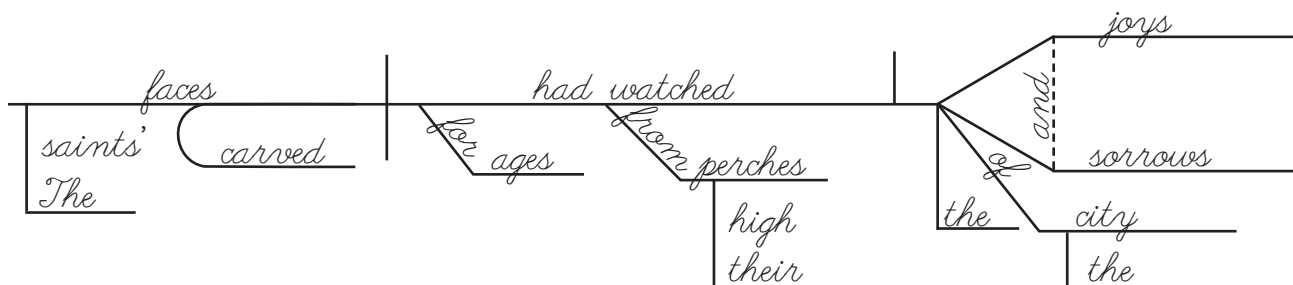 joys
faces had watched
and
saints' carved for ages from perches of sorrows
The
the city
high
their the